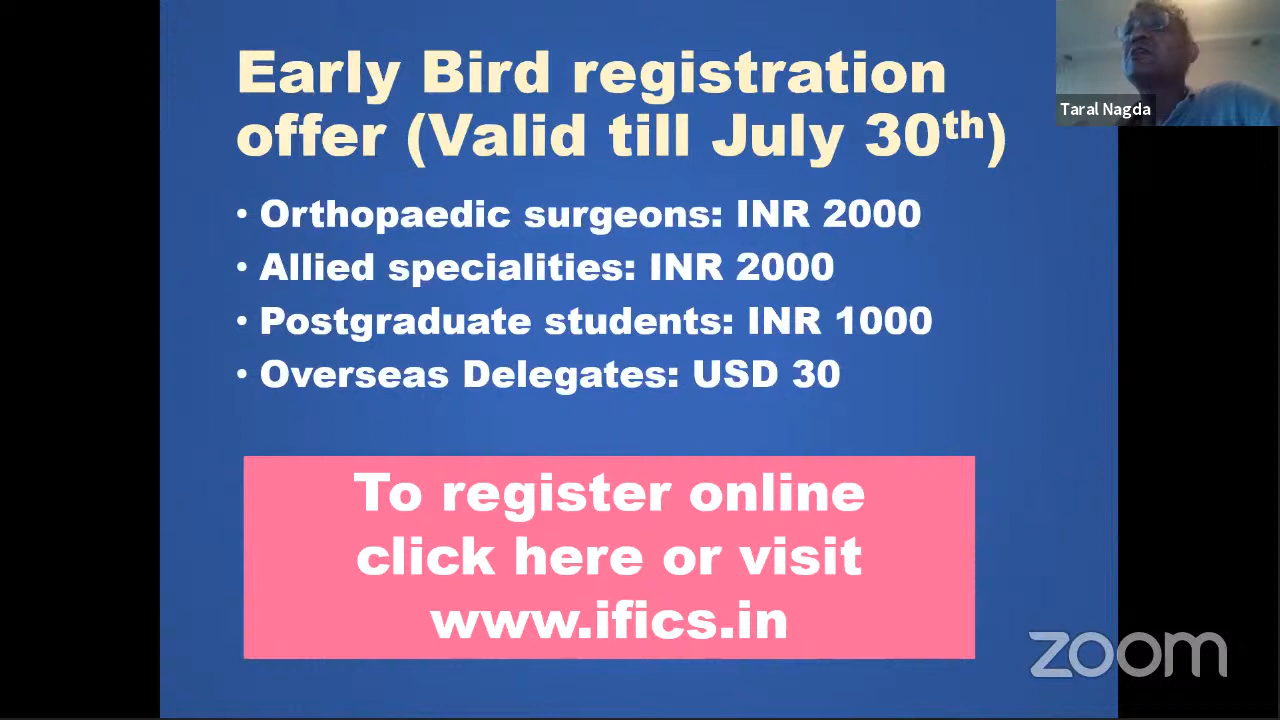 Early Bird registration
offer (Valid till July 30th)
• Orthopaedic surgeons: INR 2000
• Allied specialities: INR 2000
• Postgraduate students: INR 1000
• Overseas Delegates: USD 30
To register online
click here or visit
www.ifics.in
Taral Nagda
zoom